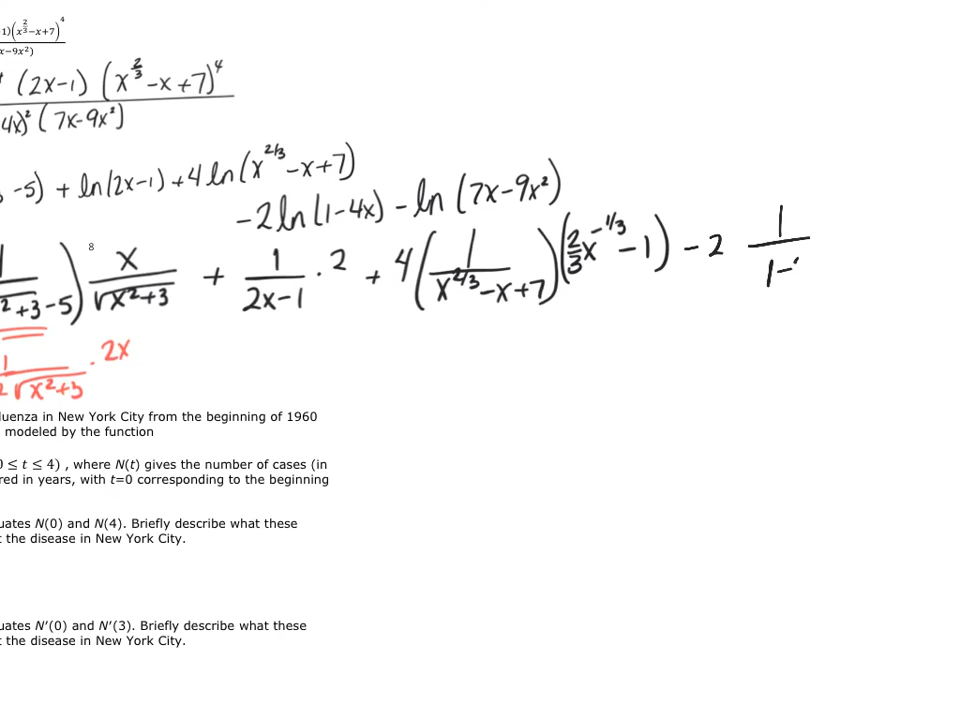 1)(x^(2/3)−x+7)^4
x−9x²)
(2x-1) (x^(2/3)-x+7)^4
4x)² (7x-9x²)
-5) + ln(2x-1) +4 ln(x^(2/3)-x+7)
-2 ln(1-4x) - ln (7x-9x²)
8
1/(²+3-5)) x/√(x²+3) + 1/(2x-1) · 2 + 4(1/(x^(2/3)-x+7))(2/3 x^(-1/3) -1) - 2 1/(1-
1/(2√(x²+3)) · 2x
luenza in New York City from the beginning of 1960
modeled by the function
0 ≤ t ≤ 4) , where N(t) gives the number of cases (in
red in years, with t=0 corresponding to the beginning
uates N(0) and N(4). Briefly describe what these
the disease in New York City.
uates N'(0) and N'(3). Briefly describe what these
the disease in New York City.